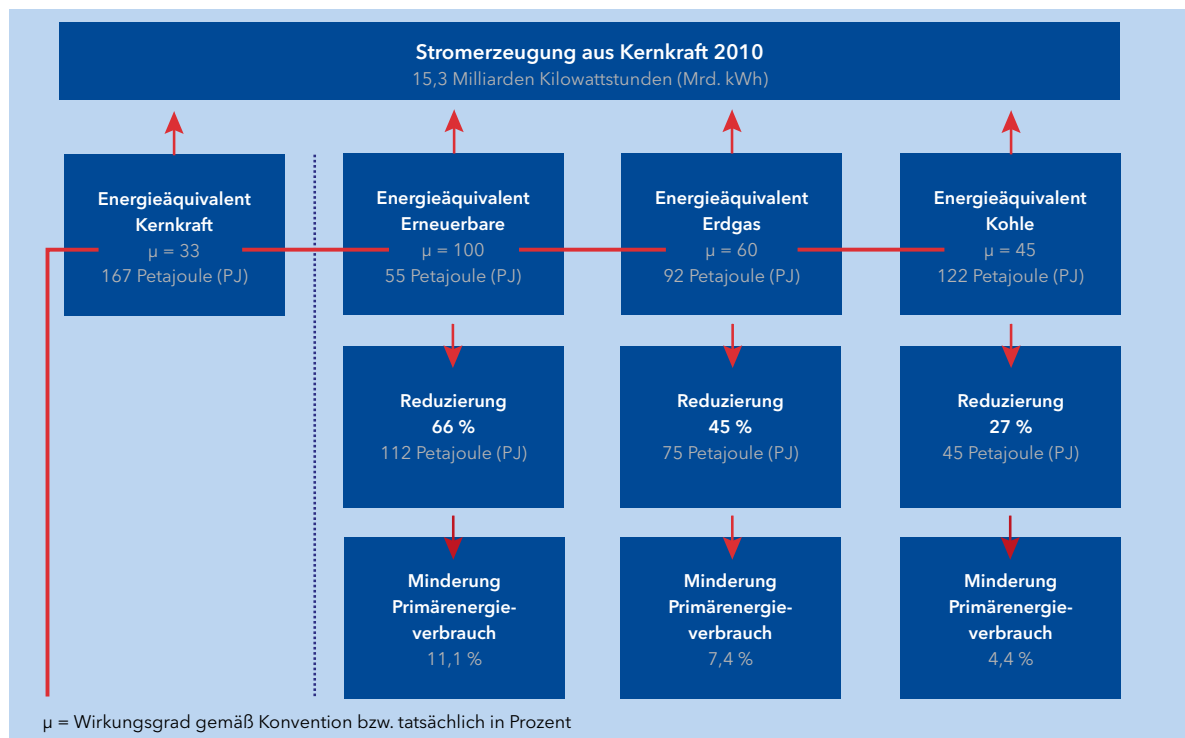 Stromerzeugung aus Kernkraft 2010
15,3 Milliarden Kilowattstunden (Mrd. kWh)
Energieäquivalent
Kernkraft
µ = 33
167 Petajoule (PJ)
Energieäquivalent
Erneuerbare
µ = 100
55 Petajoule (PJ)
Energieäquivalent
Erdgas
µ = 60
92 Petajoule (PJ)
Energieäquivalent
Kohle
µ = 45
122 Petajoule (PJ)
Reduzierung
66 %
112 Petajoule (PJ)
Reduzierung
45 %
75 Petajoule (PJ)
Reduzierung
27 %
45 Petajoule (PJ)
Minderung
Primärenergie-
verbrauch
11,1 %
Minderung
Primärenergie-
verbrauch
7,4 %
Minderung
Primärenergie-
verbrauch
4,4 %
µ = Wirkungsgrad gemäß Konvention bzw. tatsächlich in Prozent